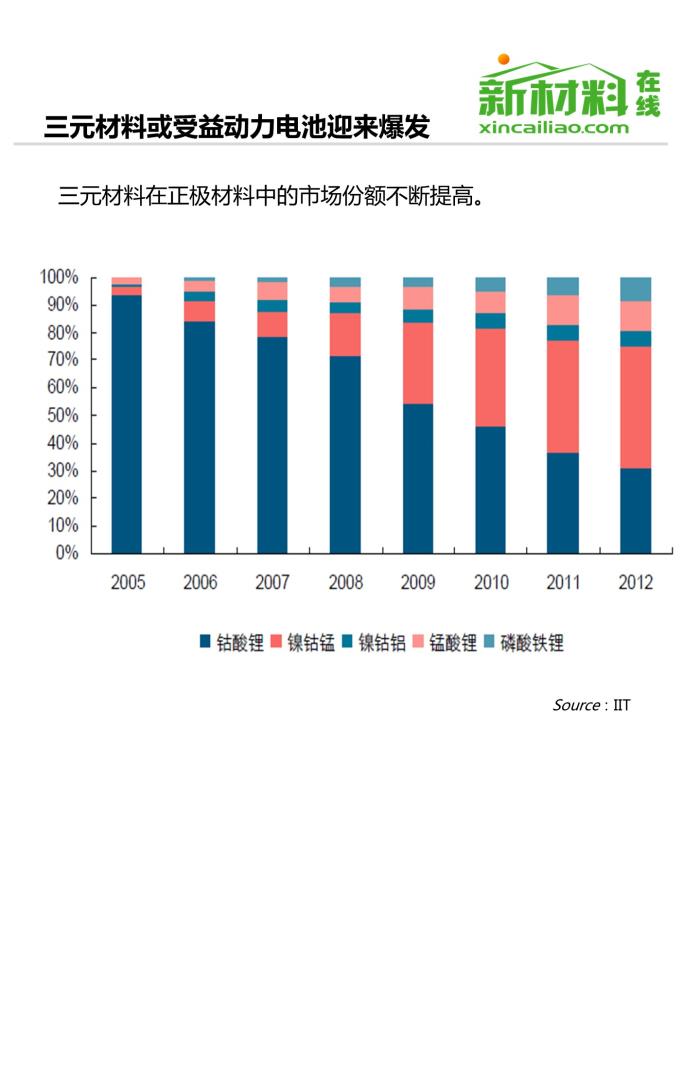 新材料在线
xincailiao.com
三元材料或受益动力电池迎来爆发
三元材料在正极材料中的市场份额不断提高。
100%
90%
80%
70%
60%
50%
40%
30%
20%
10%
0%
2005 2006 2007 2008 2009 2010 2011 2012
钴酸锂 镍钴锰 镍钴铝 锰酸锂 磷酸铁锂
Source : IIT